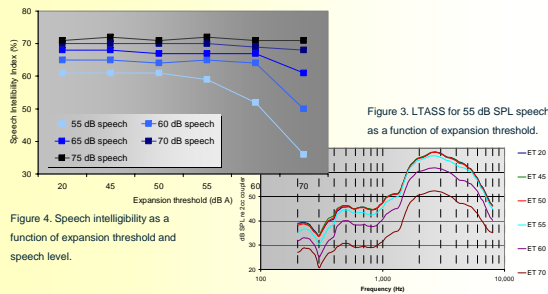 80
70
60
50
40
30
Speech Intellibility Index (%)
55 dB speech
60 dB speech
65 dB speech
70 dB speech
75 dB speech
20 45 50 55 60 70
Expansion threshold (dB A)
Figure 4. Speech intelligibility as a
function of expansion threshold and
speech level.
Figure 3. LTASS for 55 dB SPL speech
as a function of expansion threshold.
60
50
40
30
20
dB SPL re 2cc coupler
100 1,000 10,000
Frequency (Hz)
ET 20
ET 45
ET 50
ET 55
ET 60
ET 70